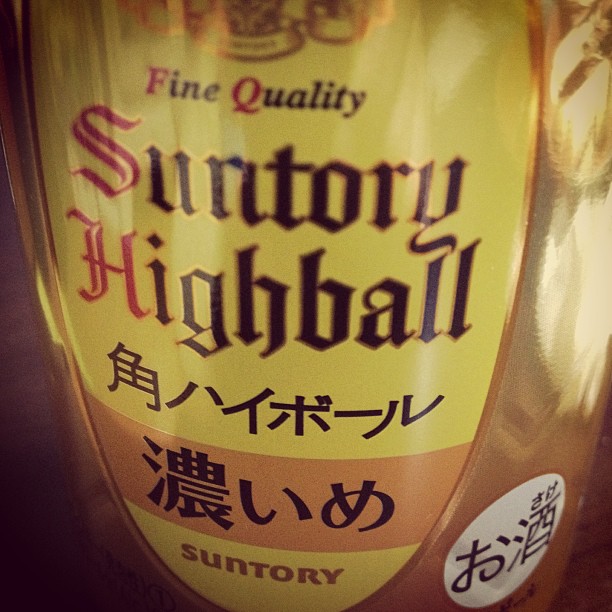 Fine Quality
Suntory
Highball
角ハイボール
濃いめ
SUNTORY
さけ
お酒